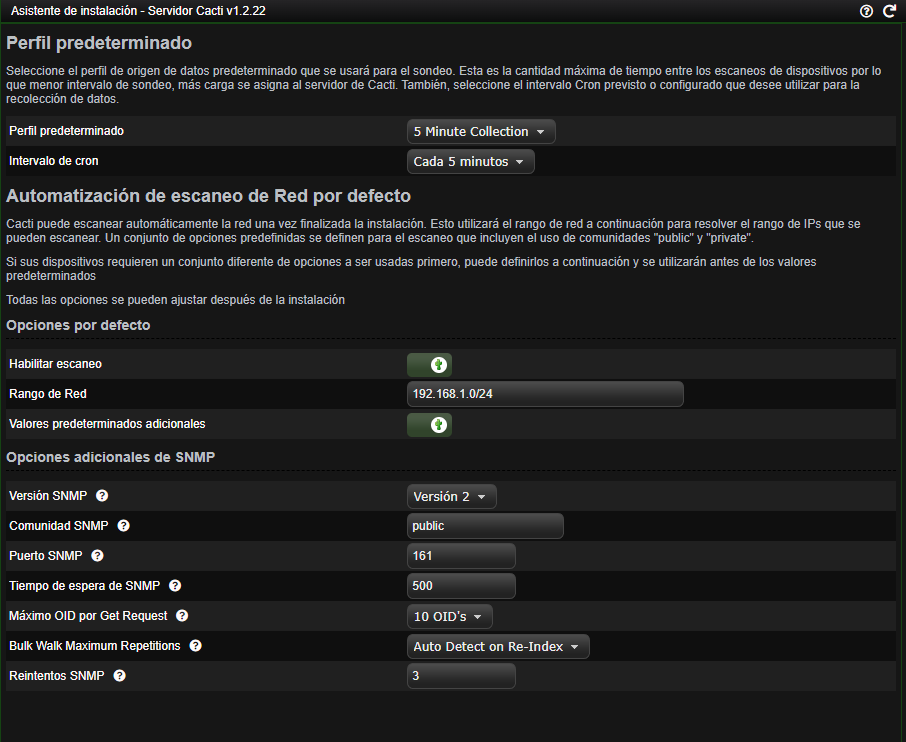 Asistente de instalación - Servidor Cacti v1.2.22
Perfil predeterminado
Seleccione el perfil de origen de datos predeterminado que se usará para el sondeo. Esta es la cantidad máxima de tiempo entre los escaneos de dispositivos por lo
que menor intervalo de sondeo, más carga se asigna al servidor de Cacti. También, seleccione el intervalo Cron previsto o configurado que desee utilizar para la
recolección de datos.
Perfil predeterminado
5 Minute Collection
Intervalo de cron
Cada 5 minutos
Automatización de escaneo de Red por defecto
Cacti puede escanear automáticamente la red una vez finalizada la instalación. Esto utilizará el rango de red a continuación para resolver el rango de IPs que se
pueden escanear. Un conjunto de opciones predefinidas se definen para el escaneo que incluyen el uso de comunidades "public" y "private".
Si sus dispositivos requieren un conjunto diferente de opciones a ser usadas primero, puede definirlos a continuación y se utilizarán antes de los valores
predeterminados
Todas las opciones se pueden ajustar después de la instalación
Opciones por defecto
Habilitar escaneo
Rango de Red
192.168.1.0/24
Valores predeterminados adicionales
Opciones adicionales de SNMP
Versión SNMP
Versión 2
Comunidad SNMP
public
Puerto SNMP
161
Tiempo de espera de SNMP
500
Máximo OID por Get Request
10 OID's
Bulk Walk Maximum Repetitions
Auto Detect on Re-Index
Reintentos SNMP
3